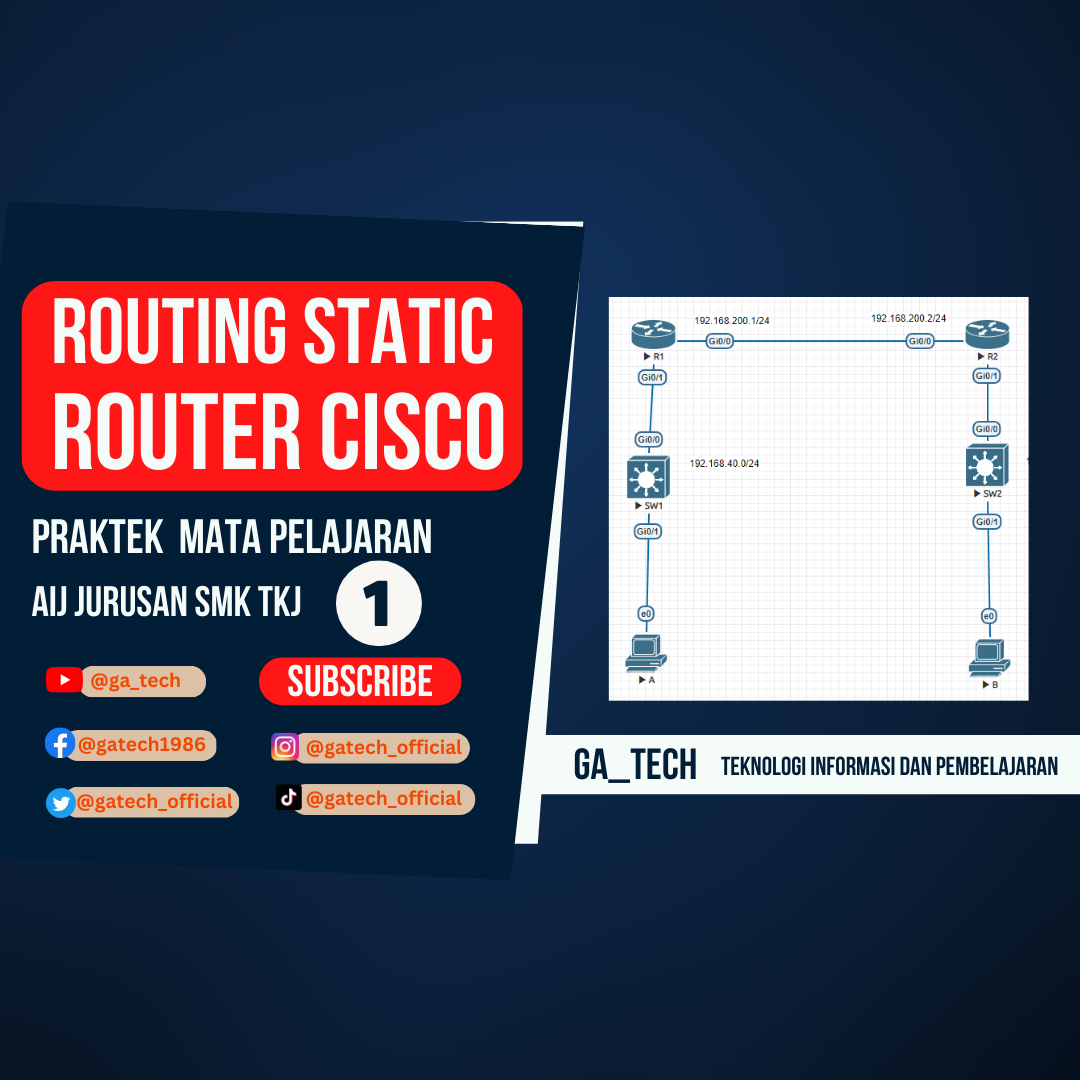 ROUTING STATIC
ROUTER CISCO
PRAKTEK MATA PELAJARAN
AIJ JURUSAN SMK TKJ
1
@ga_tech
SUBSCRIBE
@gatech1986
@gatech_official
@gatech_official
@gatech_official
192.168.200.1/24
192.168.200.2/24
Gi0/0
Gi0/0
R1
R2
Gi0/1
Gi0/1
Gi0/0
Gi0/0
192.168.40.0/24
SW1
SW2
Gi0/1
Gi0/1
e0
e0
A
B
GA_TECH
TEKNOLOGI INFORMASI DAN PEMBELAJARAN